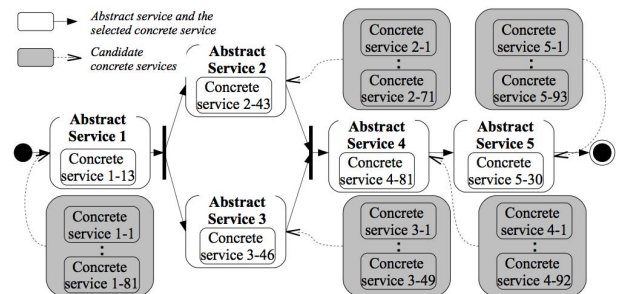 Abstract service and the
selected concrete service
Candidate
concrete services
Abstract
Service 2
Concrete
service 2-43
Concrete
service 2-1
⋮
Concrete
service 2-71
Concrete
service 5-1
⋮
Concrete
service 5-93
Abstract
Service 1
Concrete
service 1-13
Abstract
Service 4
Concrete
service 4-81
Abstract
Service 5
Concrete
service 5-30
Abstract
Service 3
Concrete
service 3-46
Concrete
service 1-1
⋮
Concrete
service 1-81
Concrete
service 3-1
⋮
Concrete
service 3-49
Concrete
service 4-1
⋮
Concrete
service 4-92